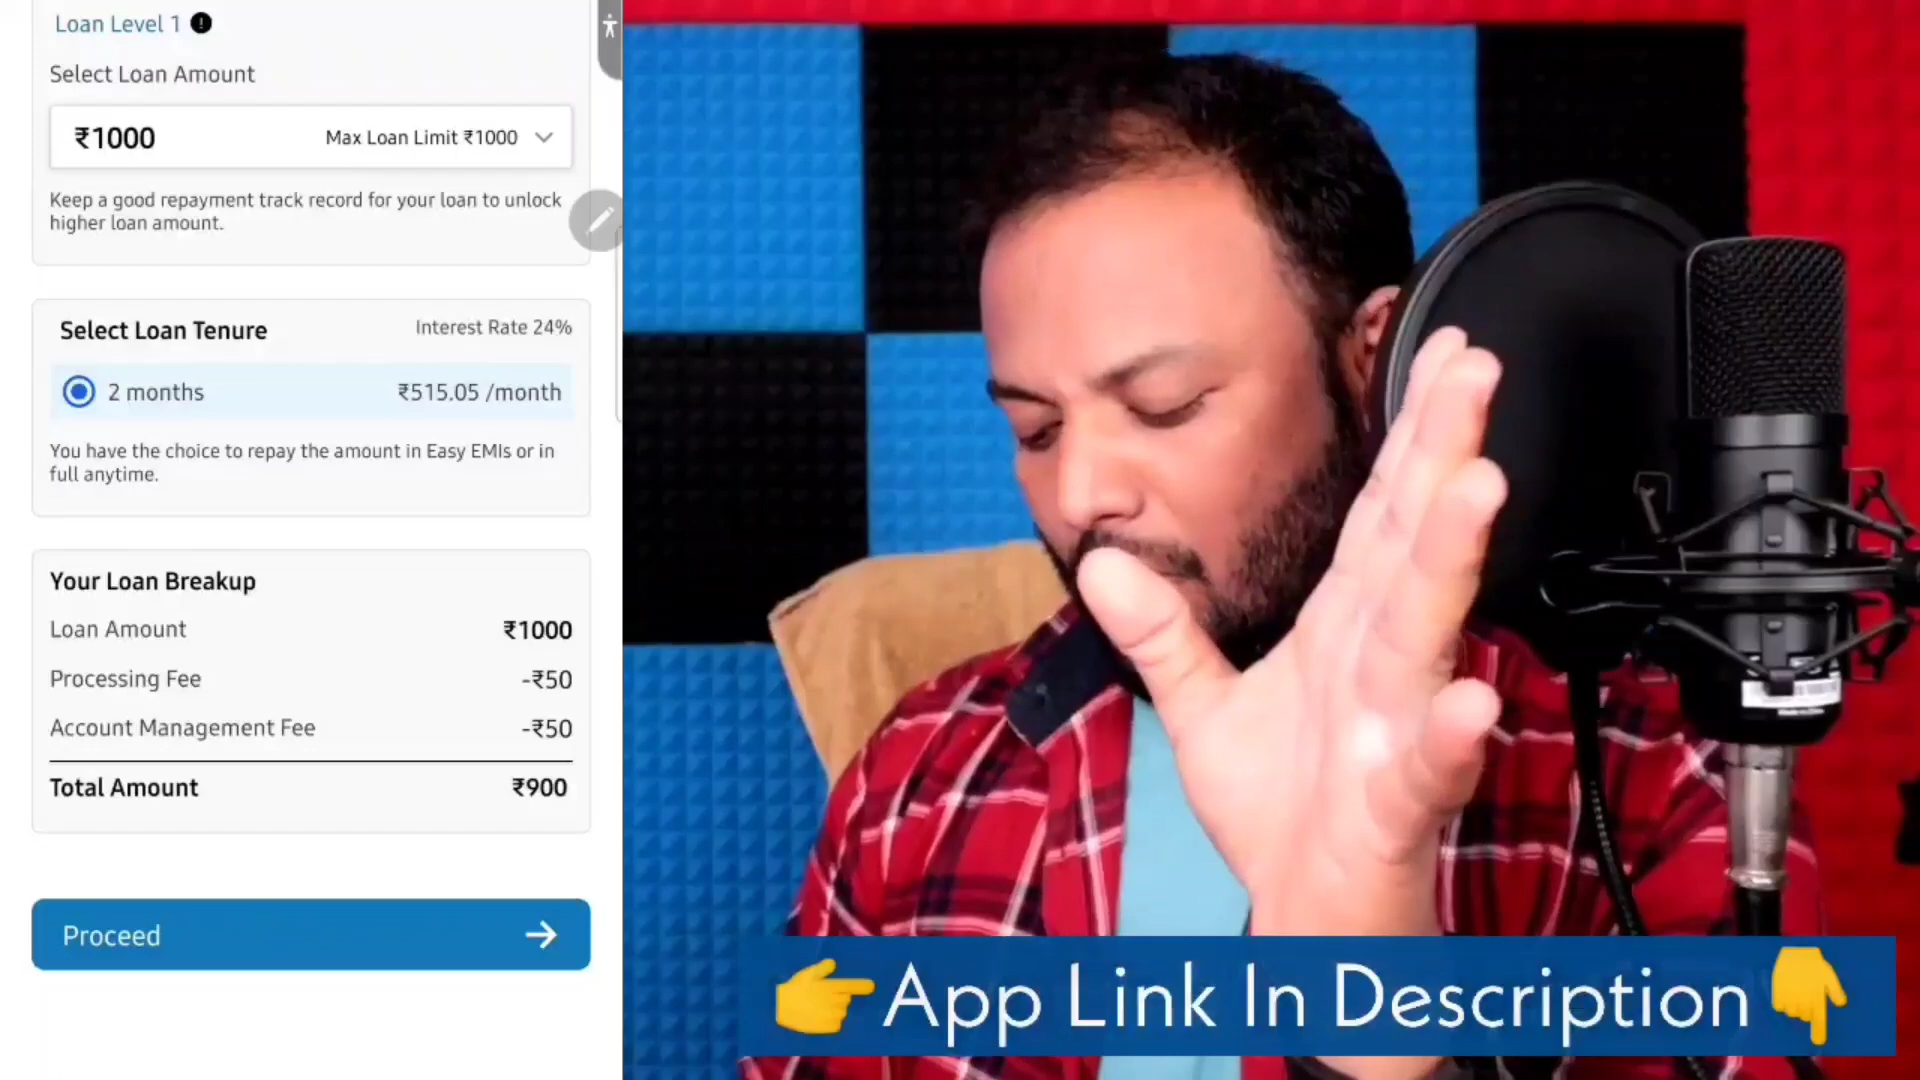 Loan Level 1
Select Loan Amount
₹1000 Max Loan Limit ₹1000
Keep a good repayment track record for your loan to unlock
higher loan amount.
Select Loan Tenure Interest Rate 24%
2 months ₹515.05 /month
You have the choice to repay the amount in Easy EMIs or in
full anytime.
Your Loan Breakup
Loan Amount ₹1000
Processing Fee -₹50
Account Management Fee -₹50
Total Amount ₹900
Proceed
👉App Link In Description👇